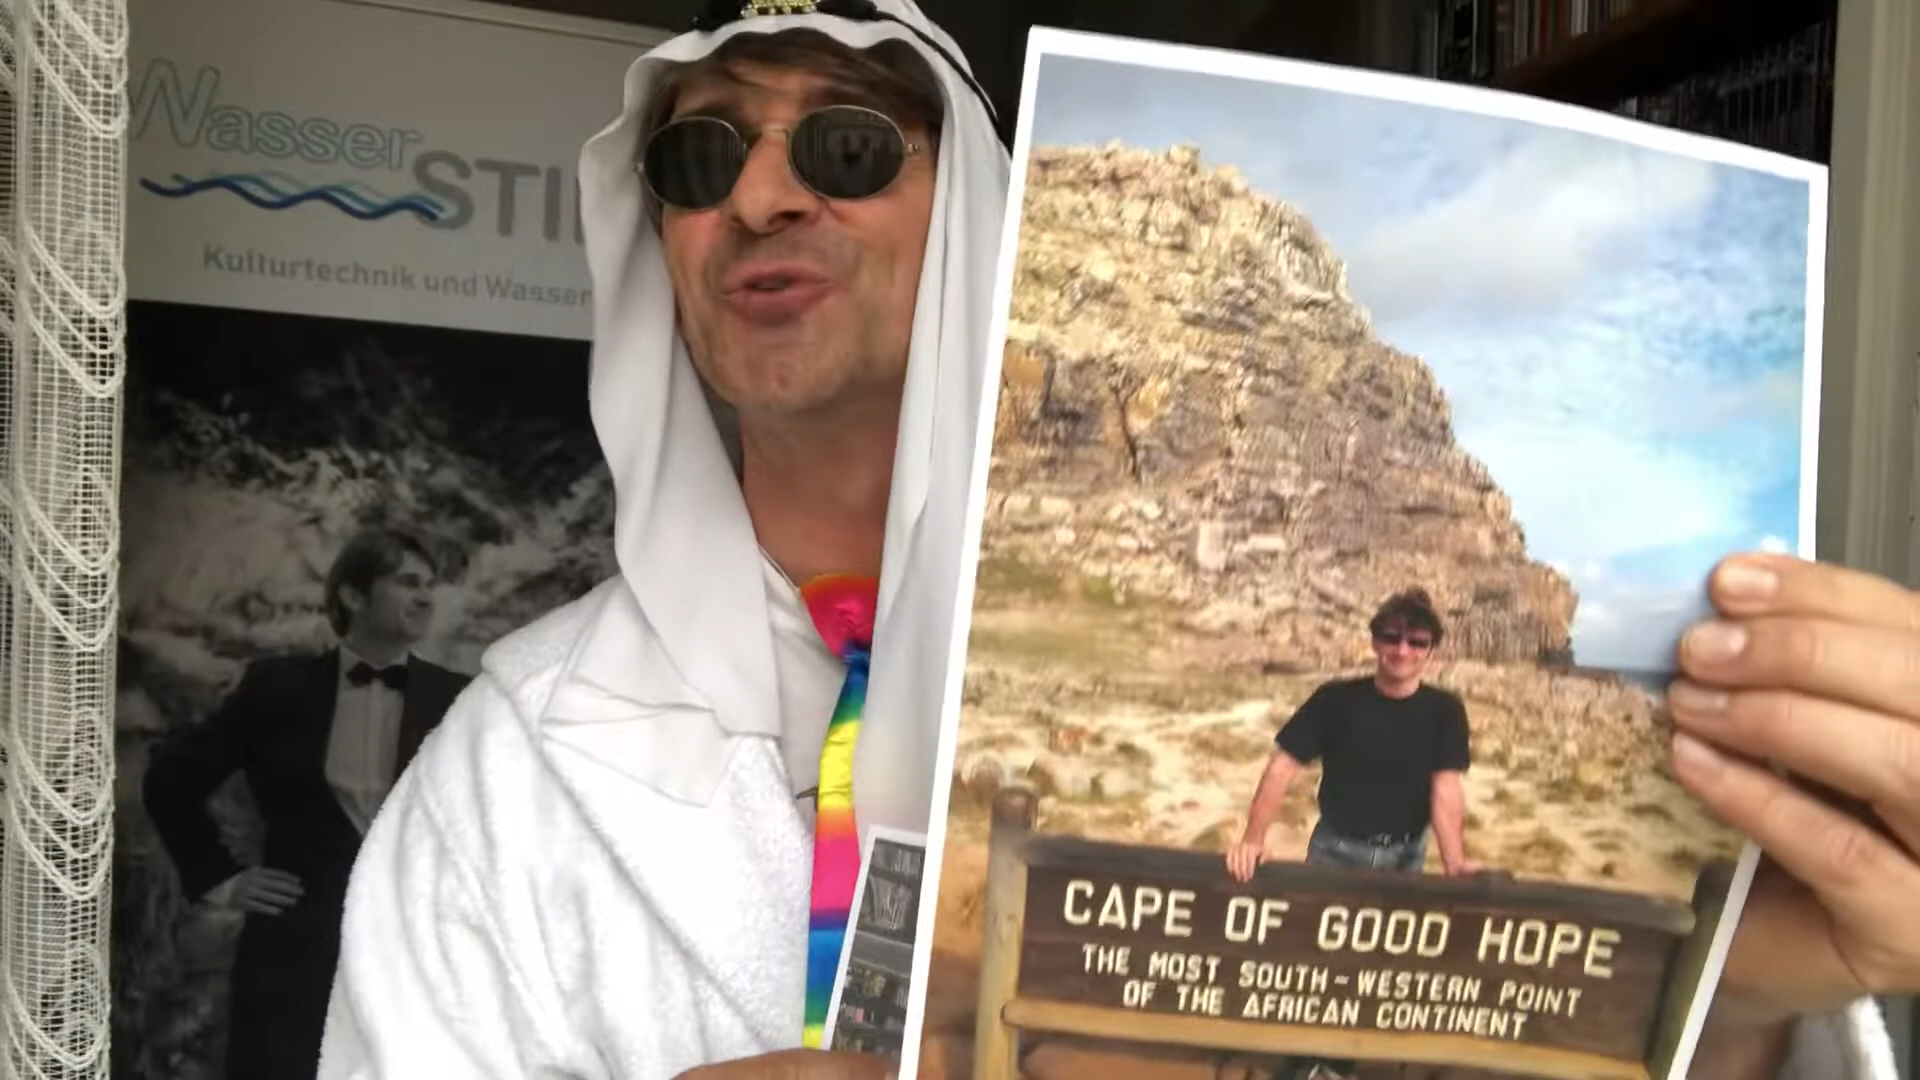 Wasser
STI
Kulturtechnik und Wasser
CAPE OF GOOD HOPE
THE MOST SOUTH-WESTERN POINT
OF THE AFRICAN CONTINENT